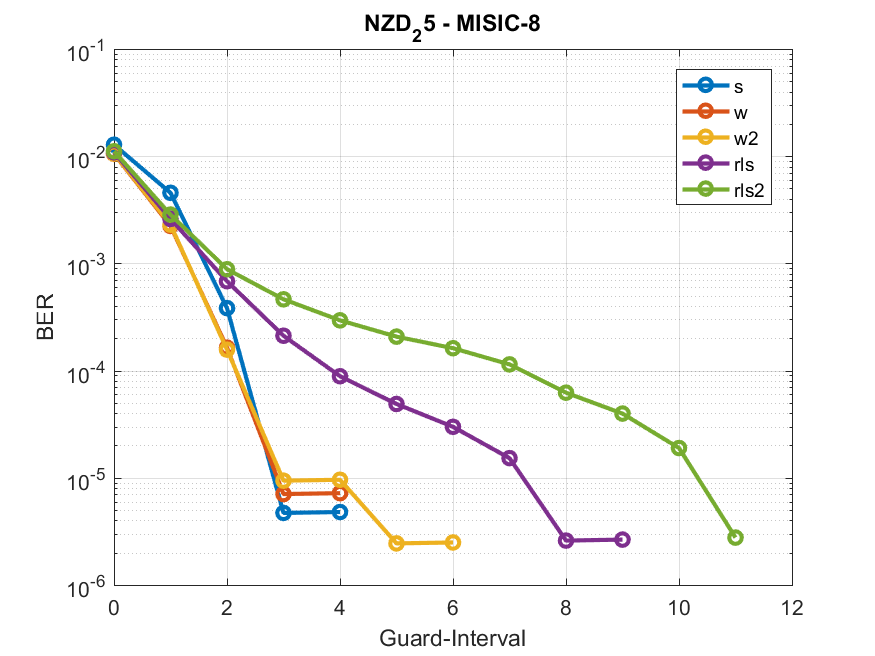 NZD₂5 - MISIC-8
10⁻¹
10⁻²
10⁻³
10⁻⁴
10⁻⁵
10⁻⁶
BER
0 2 4 6 8 10 12
Guard-Interval
s
w
w2
rls
rls2